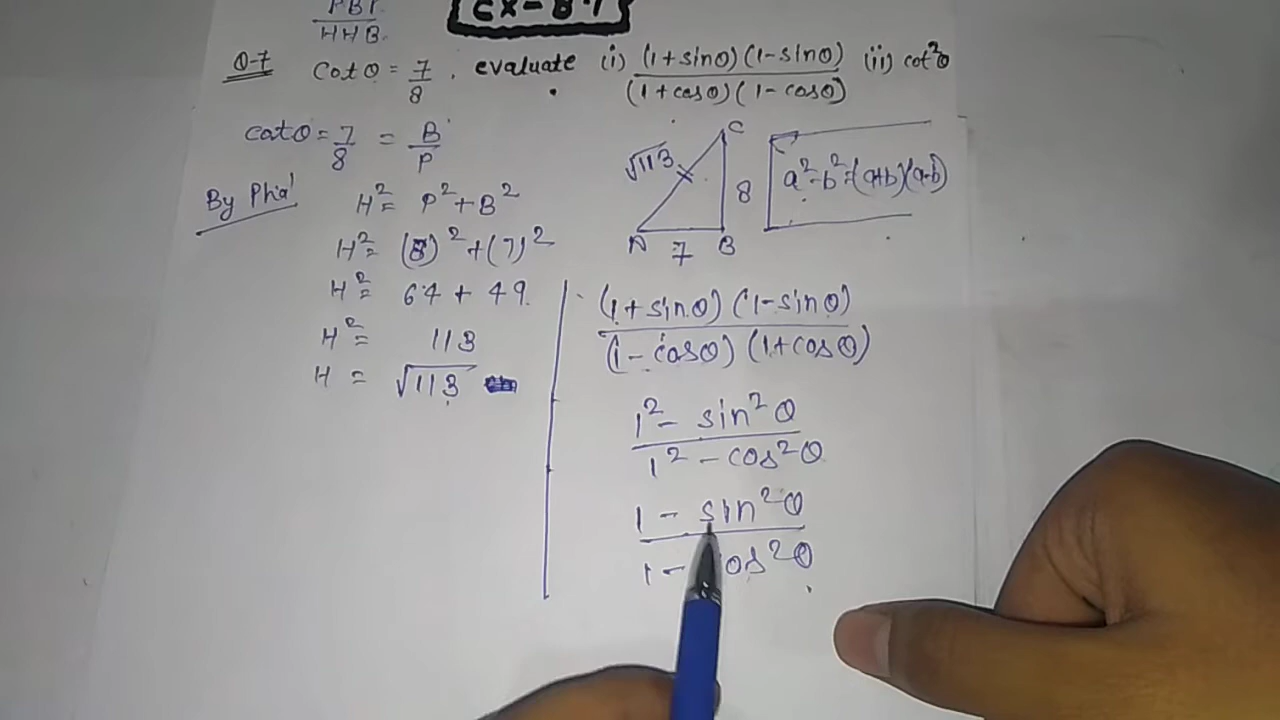 PBP
HHB
EX-8.1
Q-7 cotθ = 7/8 , evaluate (i) (1+sinθ)(1-sinθ)/(1+cosθ)(1-cosθ) (ii) cot²θ
cotθ = 7/8 = B/P
By Pha'
H² = P²+B²
H² = (8)²+(7)²
H² = 64 + 49
H² = 113
H = √113
C
√113
8
A 7 B
a²-b²=(a+b)(a-b)
(1+sinθ)(1-sinθ)
(1-cosθ)(1+cosθ)
1² - sin²θ
1² - cos²θ
1 - sin²θ
1 - cos²θ